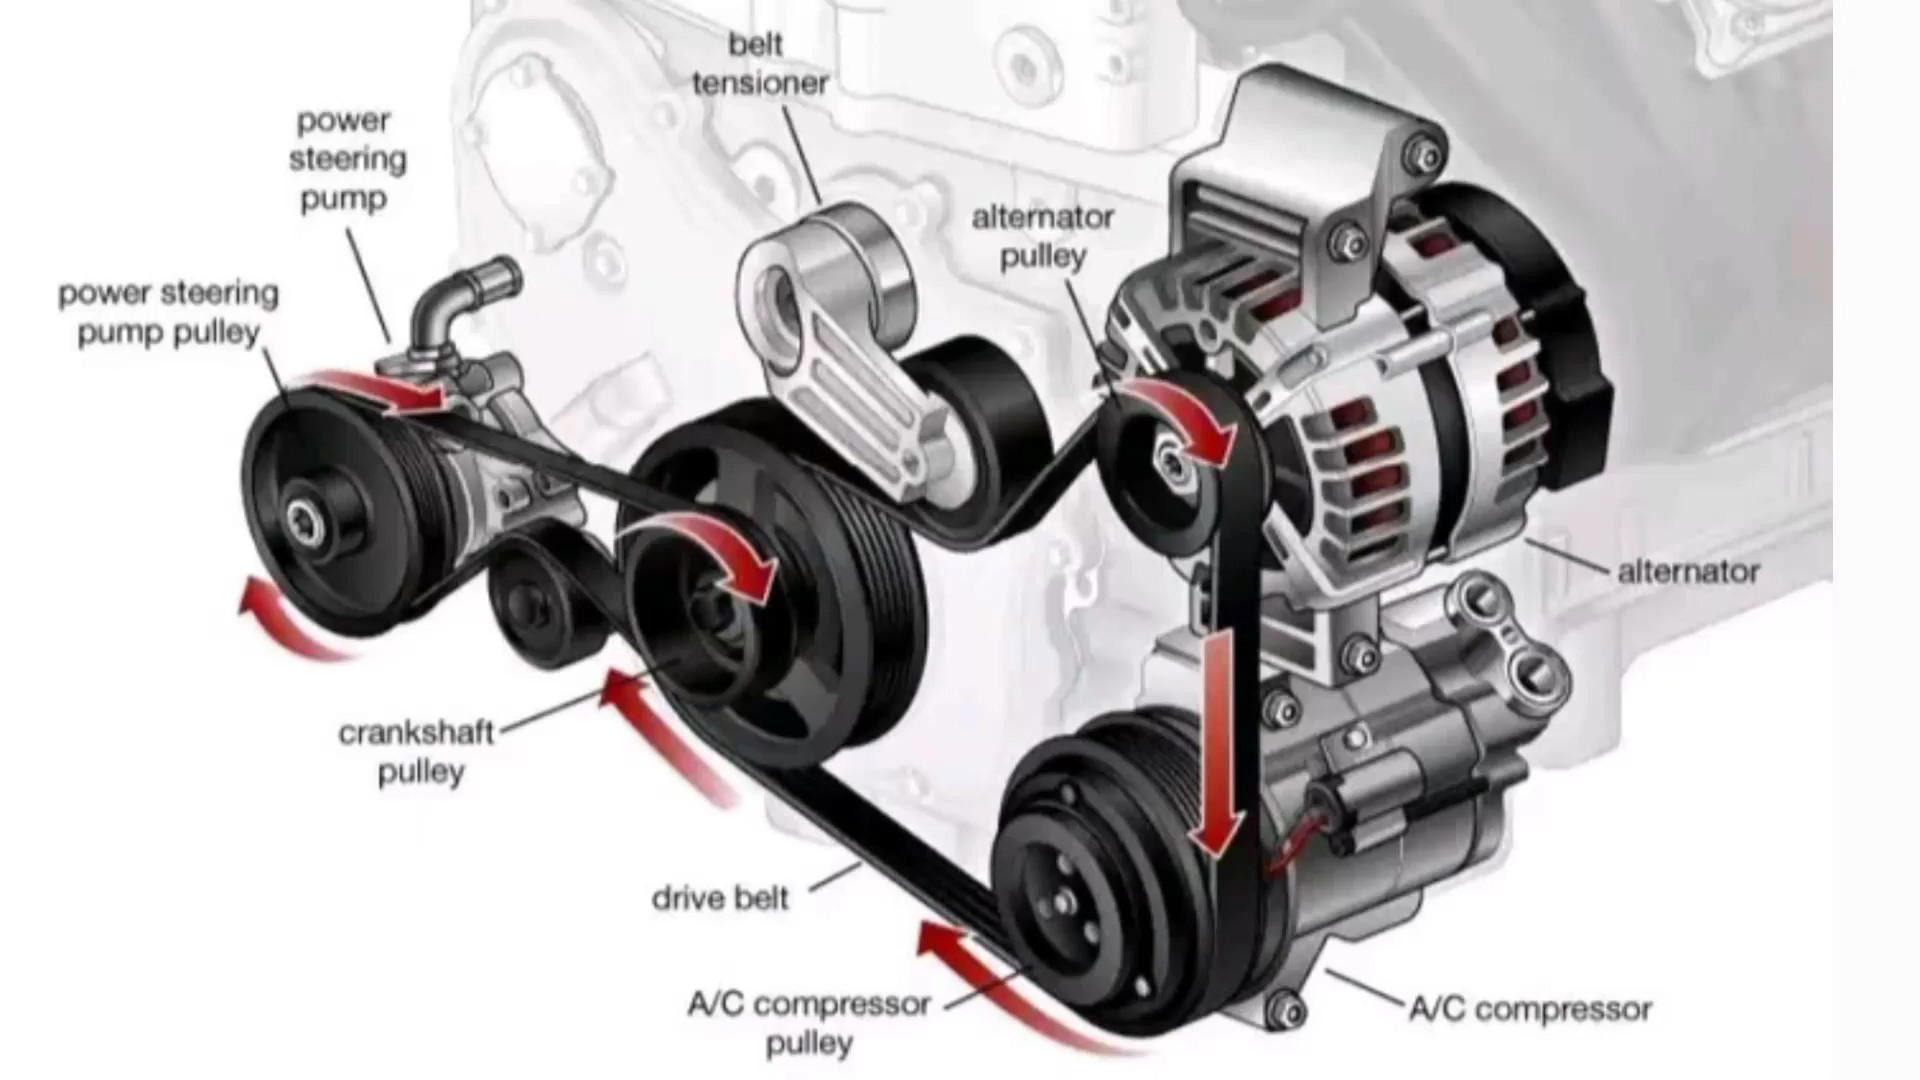 belt
tensioner
power
steering
pump
alternator
pulley
power steering
pump pulley
alternator
crankshaft
pulley
drive belt
A/C compressor
pulley
A/C compressor